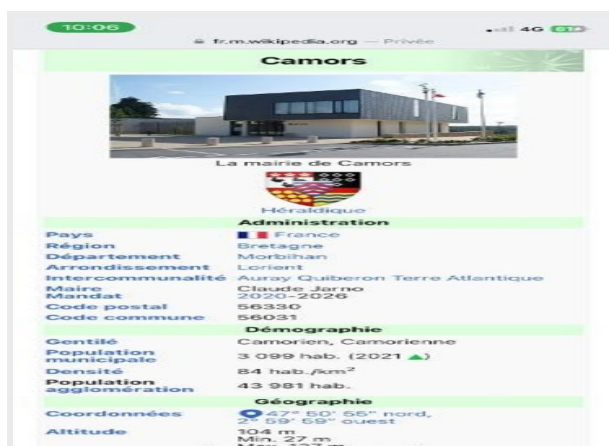 10:06
4G
fr.m.wikipedia.org — Privée
Camors
La mairie de Camors
Héraldique
Administration
Pays France
Région Bretagne
Département Morbihan
Arrondissement Lorient
Intercommunalité Auray Quiberon Terre Atlantique
Maire Claude Jarno
Mandat 2020-2026
Code postal 56330
Code commune 56031
Démographie
Gentilé Camorien, Camorienne
Population
municipale 3 099 hab. (2021 ▲)
Densité 84 hab./km²
Population
agglomération 43 981 hab.
Géographie
Coordonnées 47° 50′ 55″ nord,
2° 59′ 59″ ouest
Altitude 104 m
Min. 27 m